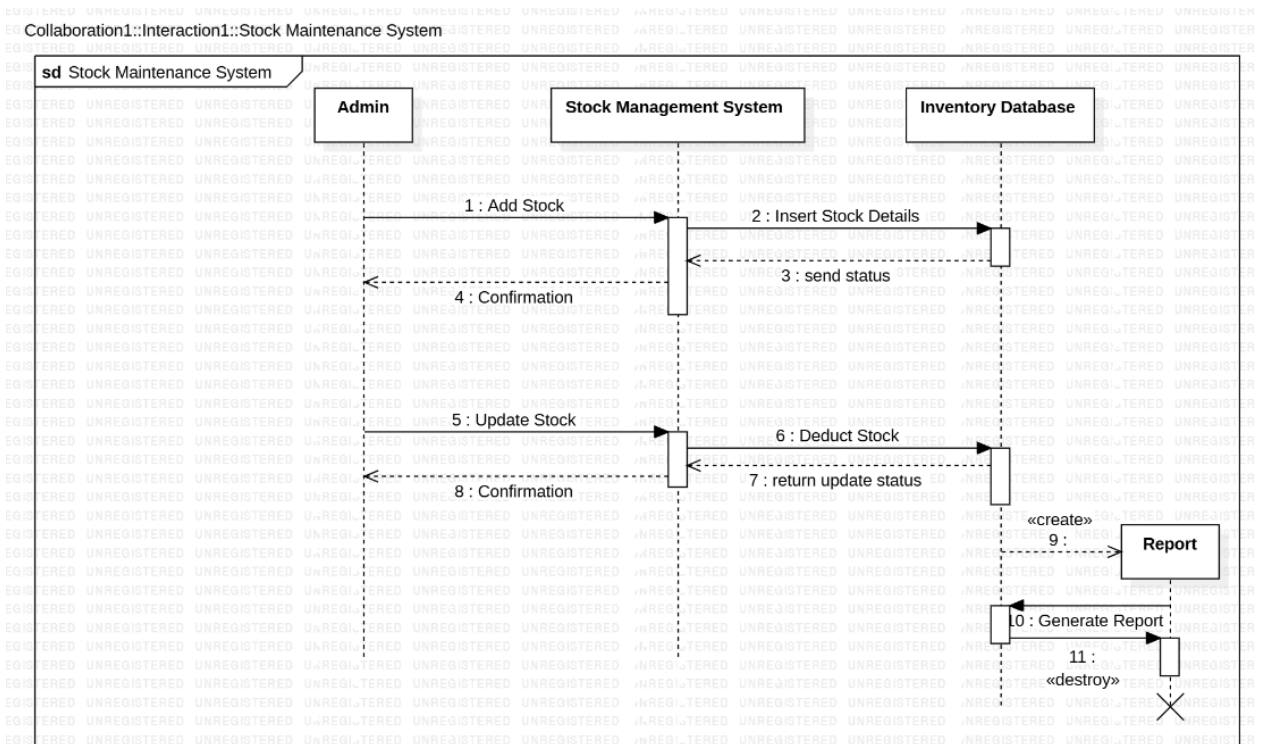 Collaboration1::Interaction1::Stock Maintenance System
sd Stock Maintenance System
Admin
Stock Management System
Inventory Database
1 : Add Stock
2 : Insert Stock Details
3 : send status
4 : Confirmation
5 : Update Stock
6 : Deduct Stock
7 : return update status
8 : Confirmation
«create»
9 :
Report
10 : Generate Report
11 :
«destroy»
UNREGISTERED